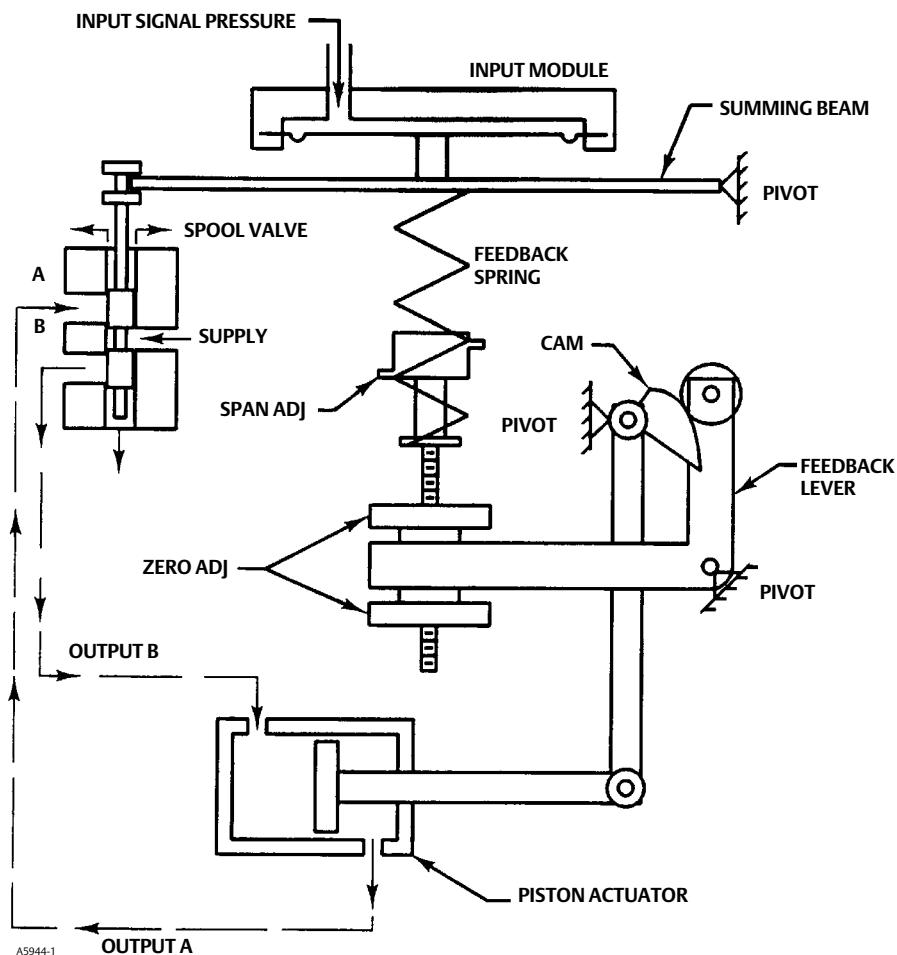 INPUT SIGNAL PRESSURE
INPUT MODULE
SUMMING BEAM
PIVOT
SPOOL VALVE
A
FEEDBACK
SPRING
B
SUPPLY
CAM
SPAN ADJ
PIVOT
FEEDBACK
LEVER
ZERO ADJ
PIVOT
OUTPUT B
PISTON ACTUATOR
A5944-1
OUTPUT A